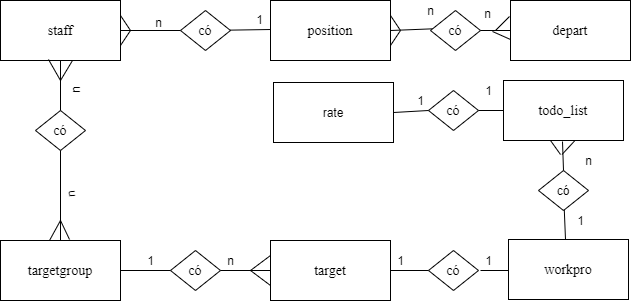 staff
n
có
1
position
n
có
n
depart
n
có
n
rate
1
có
1
todo_list
n
có
1
targetgroup
1
có
n
target
1
có
1
workpro